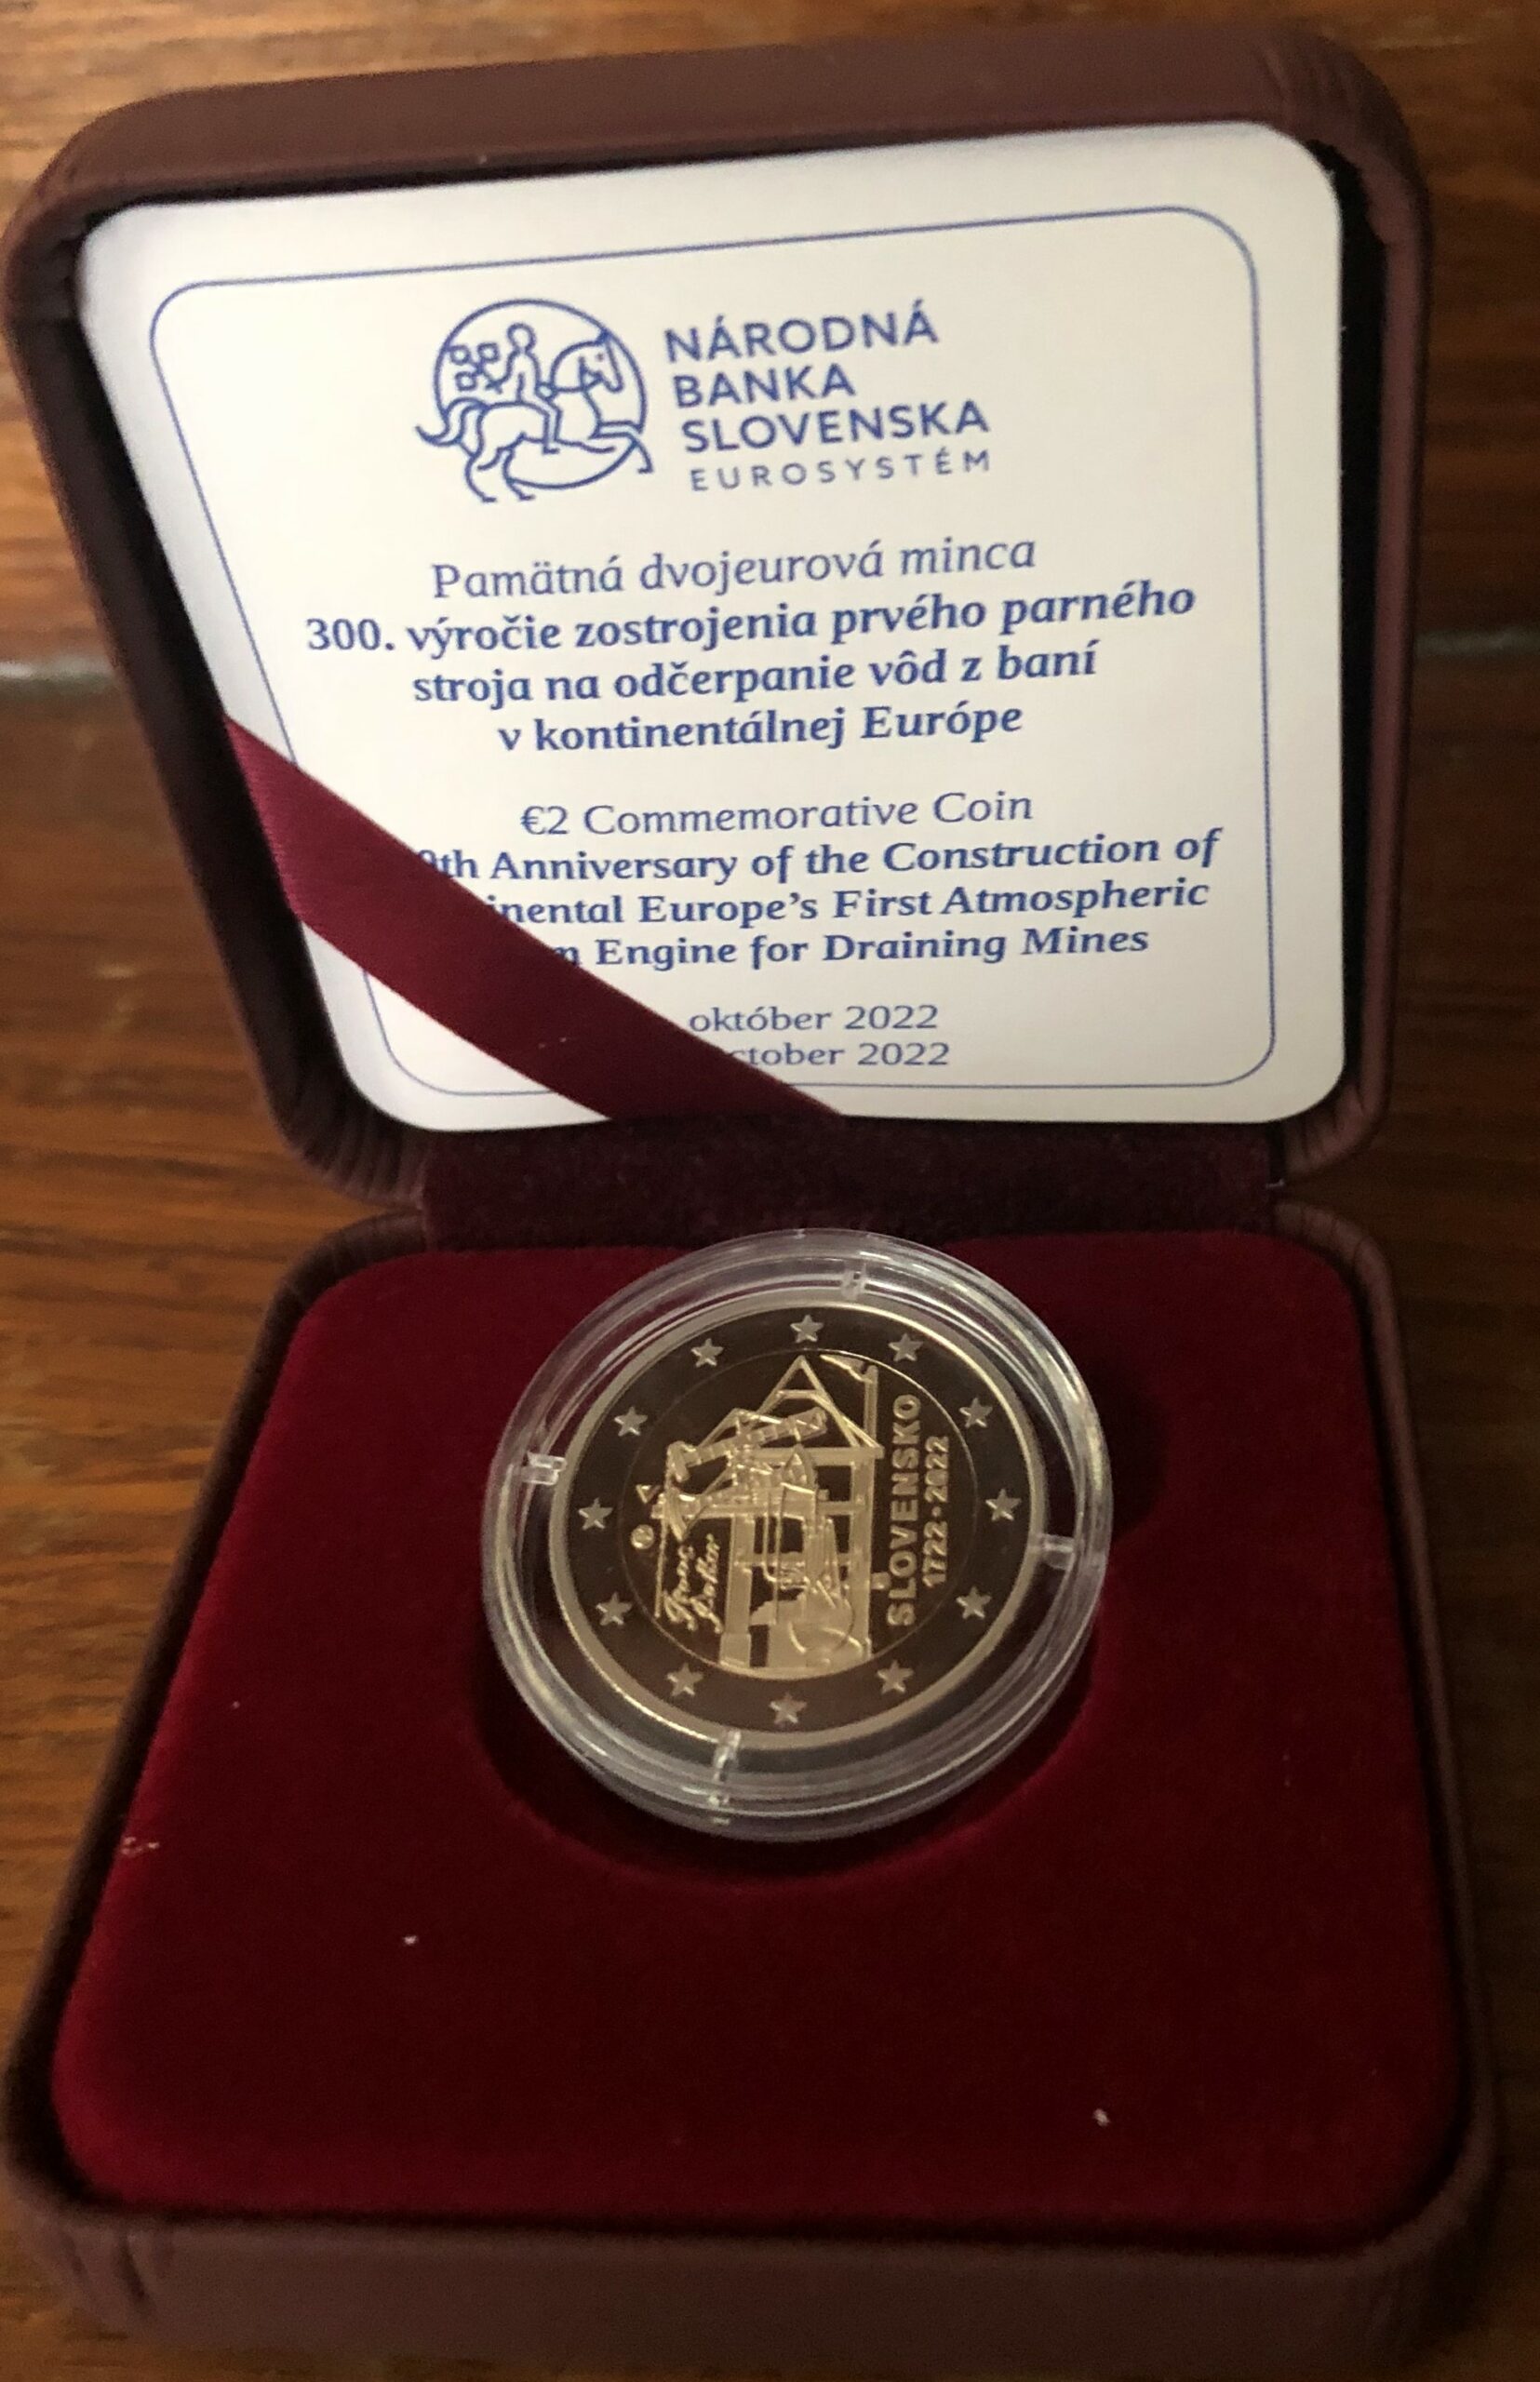 NÁRODNÁ
BANKA
SLOVENSKA
EUROSYSTÉM
Pamätná dvojeurová minca
300. výročie zostrojenia prvého parného
stroja na odčerpanie vôd z baní
v kontinentálnej Európe
€2 Commemorative Coin
Anniversary of the Construction of
Europe’s First Atmospheric
Engine for Draining Mines
október 2022
2022
SLOVENSKO
1722 · 2022